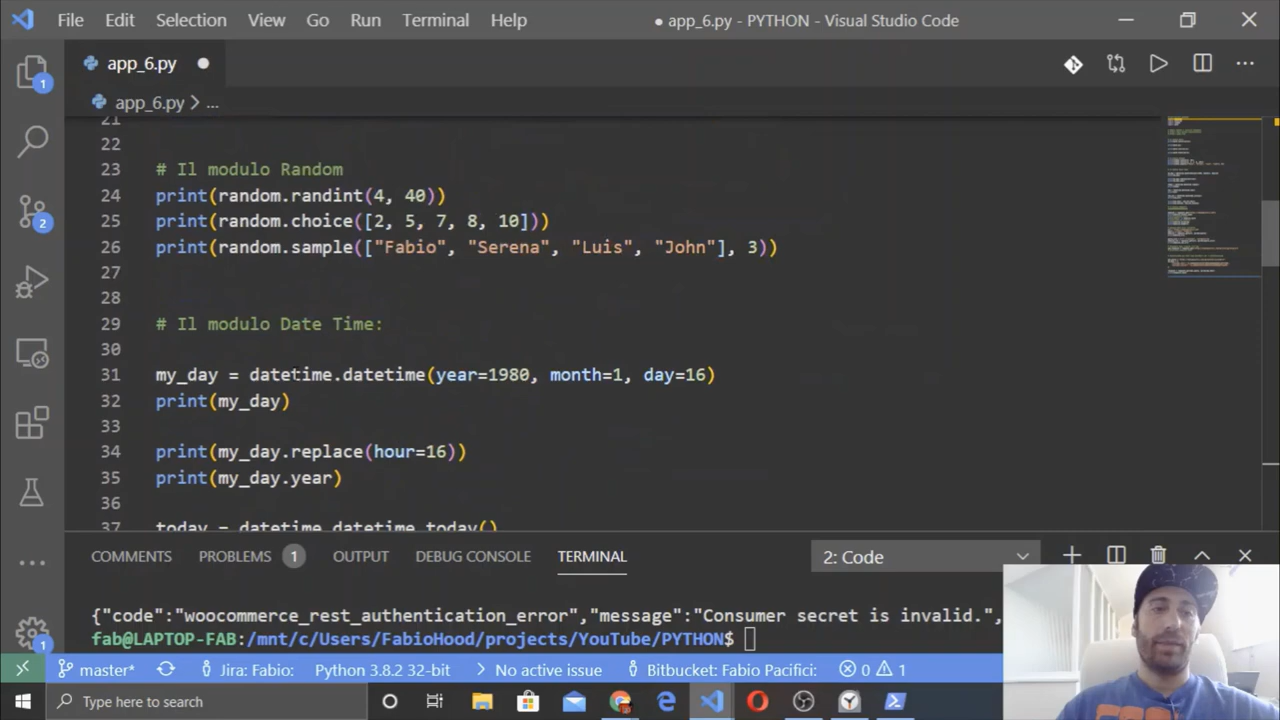 File Edit Selection View Go Run Terminal Help
● app_6.py - PYTHON - Visual Studio Code
app_6.py ●
app_6.py > ...
21
22
23 # Il modulo Random
24 print(random.randint(4, 40))
25 print(random.choice([2, 5, 7, 8, 10]))
26 print(random.sample(["Fabio", "Serena", "Luis", "John"], 3))
27
28
29 # Il modulo Date Time:
30
31 my_day = datetime.datetime(year=1980, month=1, day=16)
32 print(my_day)
33
34 print(my_day.replace(hour=16))
35 print(my_day.year)
36
37 today = datetime.datetime.today()
COMMENTS PROBLEMS 1 OUTPUT DEBUG CONSOLE TERMINAL 2: Code
{"code":"woocommerce_rest_authentication_error","message":"Consumer secret is invalid.",
fab@LAPTOP-FAB:/mnt/c/Users/FabioHood/projects/YouTube/PYTHON$
1
2
1
master* Jira: Fabio: Python 3.8.2 32-bit No active issue Bitbucket: Fabio Pacifici: 0 1
Type here to search